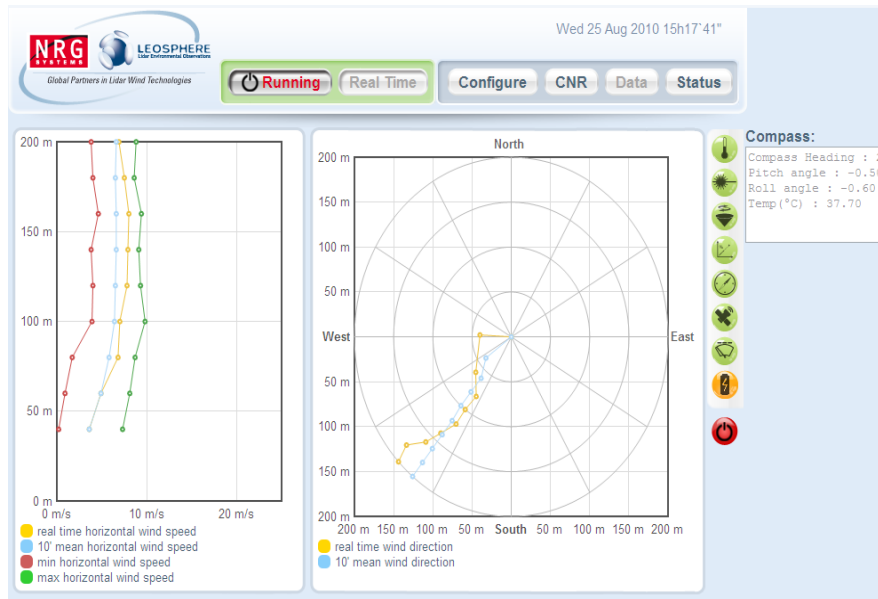 Wed 25 Aug 2010 15h17`41"
NRG
SYSTEMS
LEOSPHERE
Lidar Environmental Observations
Global Partners in Lidar Wind Technologies
Running
Real Time
Configure
CNR
Data
Status
200 m
150 m
100 m
50 m
0 m
0 m/s 10 m/s 20 m/s
real time horizontal wind speed
10' mean horizontal wind speed
min horizontal wind speed
max horizontal wind speed
North
200 m
150 m
100 m
50 m
West
East
50 m
100 m
150 m
200 m
200 m 150 m 100 m 50 m South 50 m 100 m 150 m 200 m
real time wind direction
10' mean wind direction
Compass:
Compass Heading :
Pitch angle :
Roll angle : -0.60
Temp(°C) : 37.70